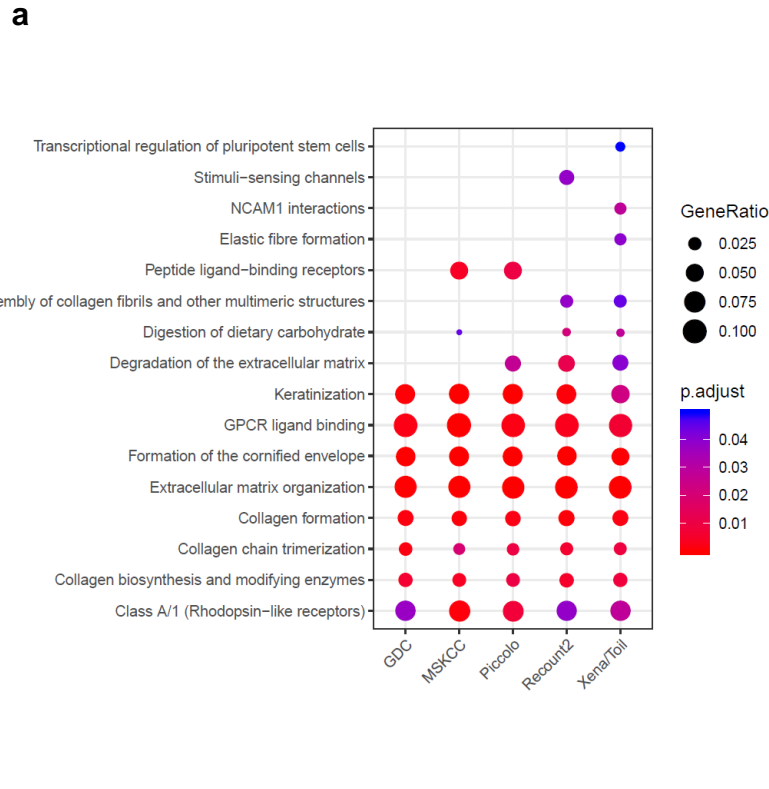 a
Transcriptional regulation of pluripotent stem cells
Stimuli−sensing channels
NCAM1 interactions
Elastic fibre formation
Peptide ligand−binding receptors
of collagen fibrils and other multimeric structures
Digestion of dietary carbohydrate
Degradation of the extracellular matrix
Keratinization
GPCR ligand binding
Formation of the cornified envelope
Extracellular matrix organization
Collagen formation
Collagen chain trimerization
Collagen biosynthesis and modifying enzymes
Class A/1 (Rhodopsin−like receptors)
GDC
MSKCC
Piccolo
Recount2
Xena/Toil
GeneRatio
0.025
0.050
0.075
0.100
p.adjust
0.04
0.03
0.02
0.01